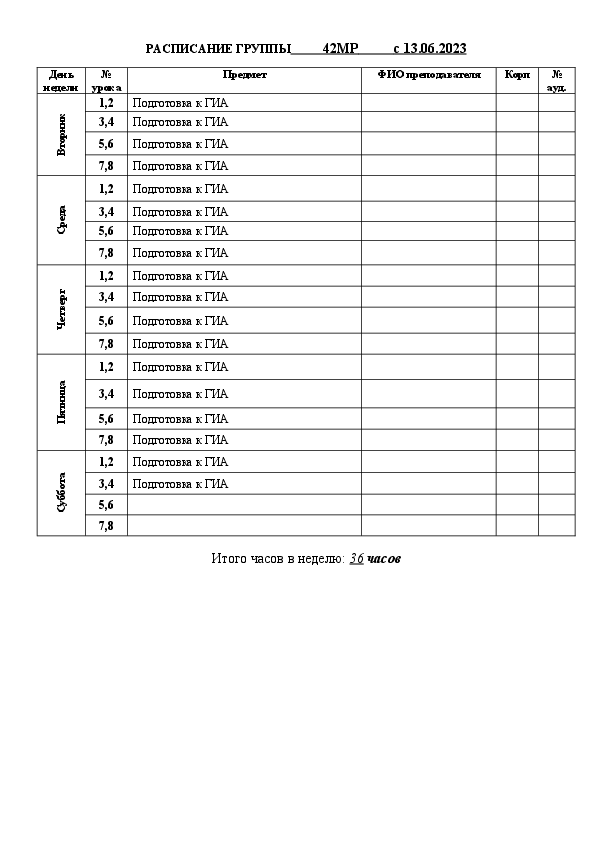 РАСПИСАНИЕ ГРУППЫ 42МР с 13.06.2023
День недели № урока Предмет ФИО преподавателя Корп № ауд.
Вторник
1,2 Подготовка к ГИА
3,4 Подготовка к ГИА
5,6 Подготовка к ГИА
7,8 Подготовка к ГИА
Среда
1,2 Подготовка к ГИА
3,4 Подготовка к ГИА
5,6 Подготовка к ГИА
7,8 Подготовка к ГИА
Четверг
1,2 Подготовка к ГИА
3,4 Подготовка к ГИА
5,6 Подготовка к ГИА
7,8 Подготовка к ГИА
Пятница
1,2 Подготовка к ГИА
3,4 Подготовка к ГИА
5,6 Подготовка к ГИА
7,8 Подготовка к ГИА
Суббота
1,2 Подготовка к ГИА
3,4 Подготовка к ГИА
5,6
7,8
Итого часов в неделю: 36 часов